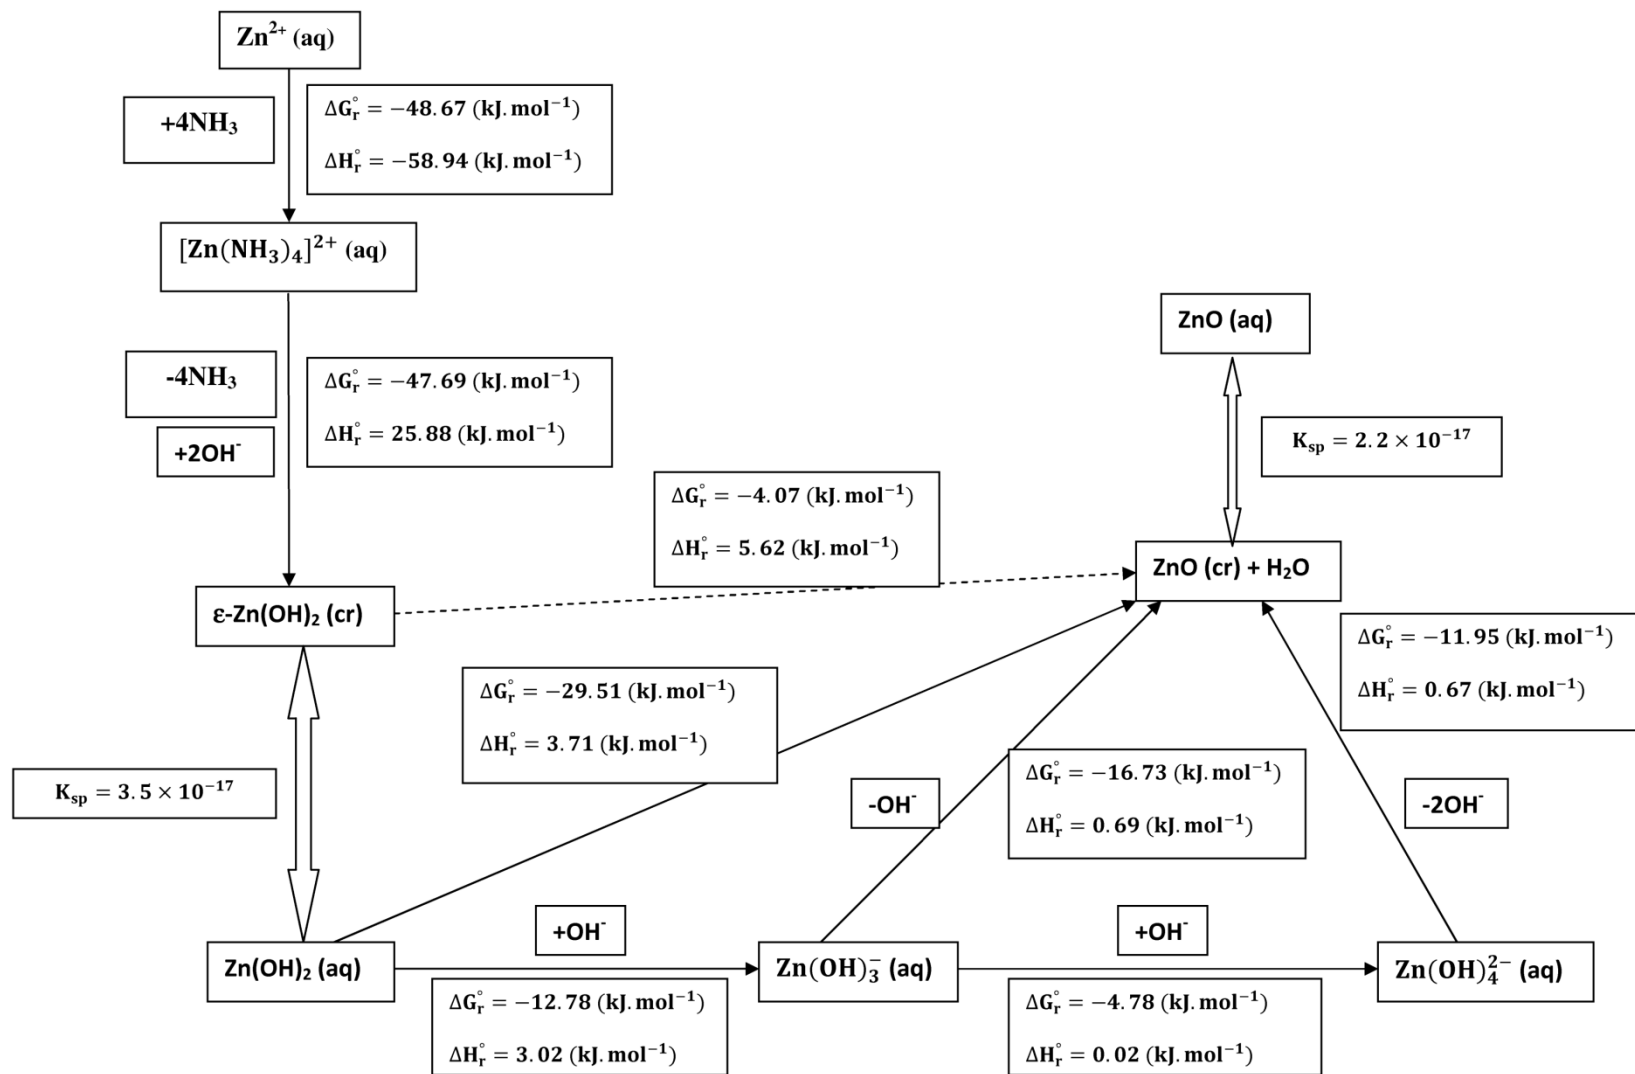 Zn²⁺ (aq)
+4NH₃
ΔG°ᵣ = −48.67 (kJ.mol⁻¹)
ΔH°ᵣ = −58.94 (kJ.mol⁻¹)
[Zn(NH₃)₄]²⁺ (aq)
-4NH₃
+2OH⁻
ΔG°ᵣ = −47.69 (kJ.mol⁻¹)
ΔH°ᵣ = 25.88 (kJ.mol⁻¹)
ZnO (aq)
Kₛₚ = 2.2 × 10⁻¹⁷
ΔG°ᵣ = −4.07 (kJ.mol⁻¹)
ΔH°ᵣ = 5.62 (kJ.mol⁻¹)
ZnO (cr) + H₂O
ε-Zn(OH)₂ (cr)
ΔG°ᵣ = −11.95 (kJ.mol⁻¹)
ΔH°ᵣ = 0.67 (kJ.mol⁻¹)
ΔG°ᵣ = −29.51 (kJ.mol⁻¹)
ΔH°ᵣ = 3.71 (kJ.mol⁻¹)
Kₛₚ = 3.5 × 10⁻¹⁷
-OH⁻
ΔG°ᵣ = −16.73 (kJ.mol⁻¹)
ΔH°ᵣ = 0.69 (kJ.mol⁻¹)
-2OH⁻
Zn(OH)₂ (aq)
+OH⁻
Zn(OH)₃⁻ (aq)
+OH⁻
Zn(OH)₄²⁻ (aq)
ΔG°ᵣ = −12.78 (kJ.mol⁻¹)
ΔH°ᵣ = 3.02 (kJ.mol⁻¹)
ΔG°ᵣ = −4.78 (kJ.mol⁻¹)
ΔH°ᵣ = 0.02 (kJ.mol⁻¹)